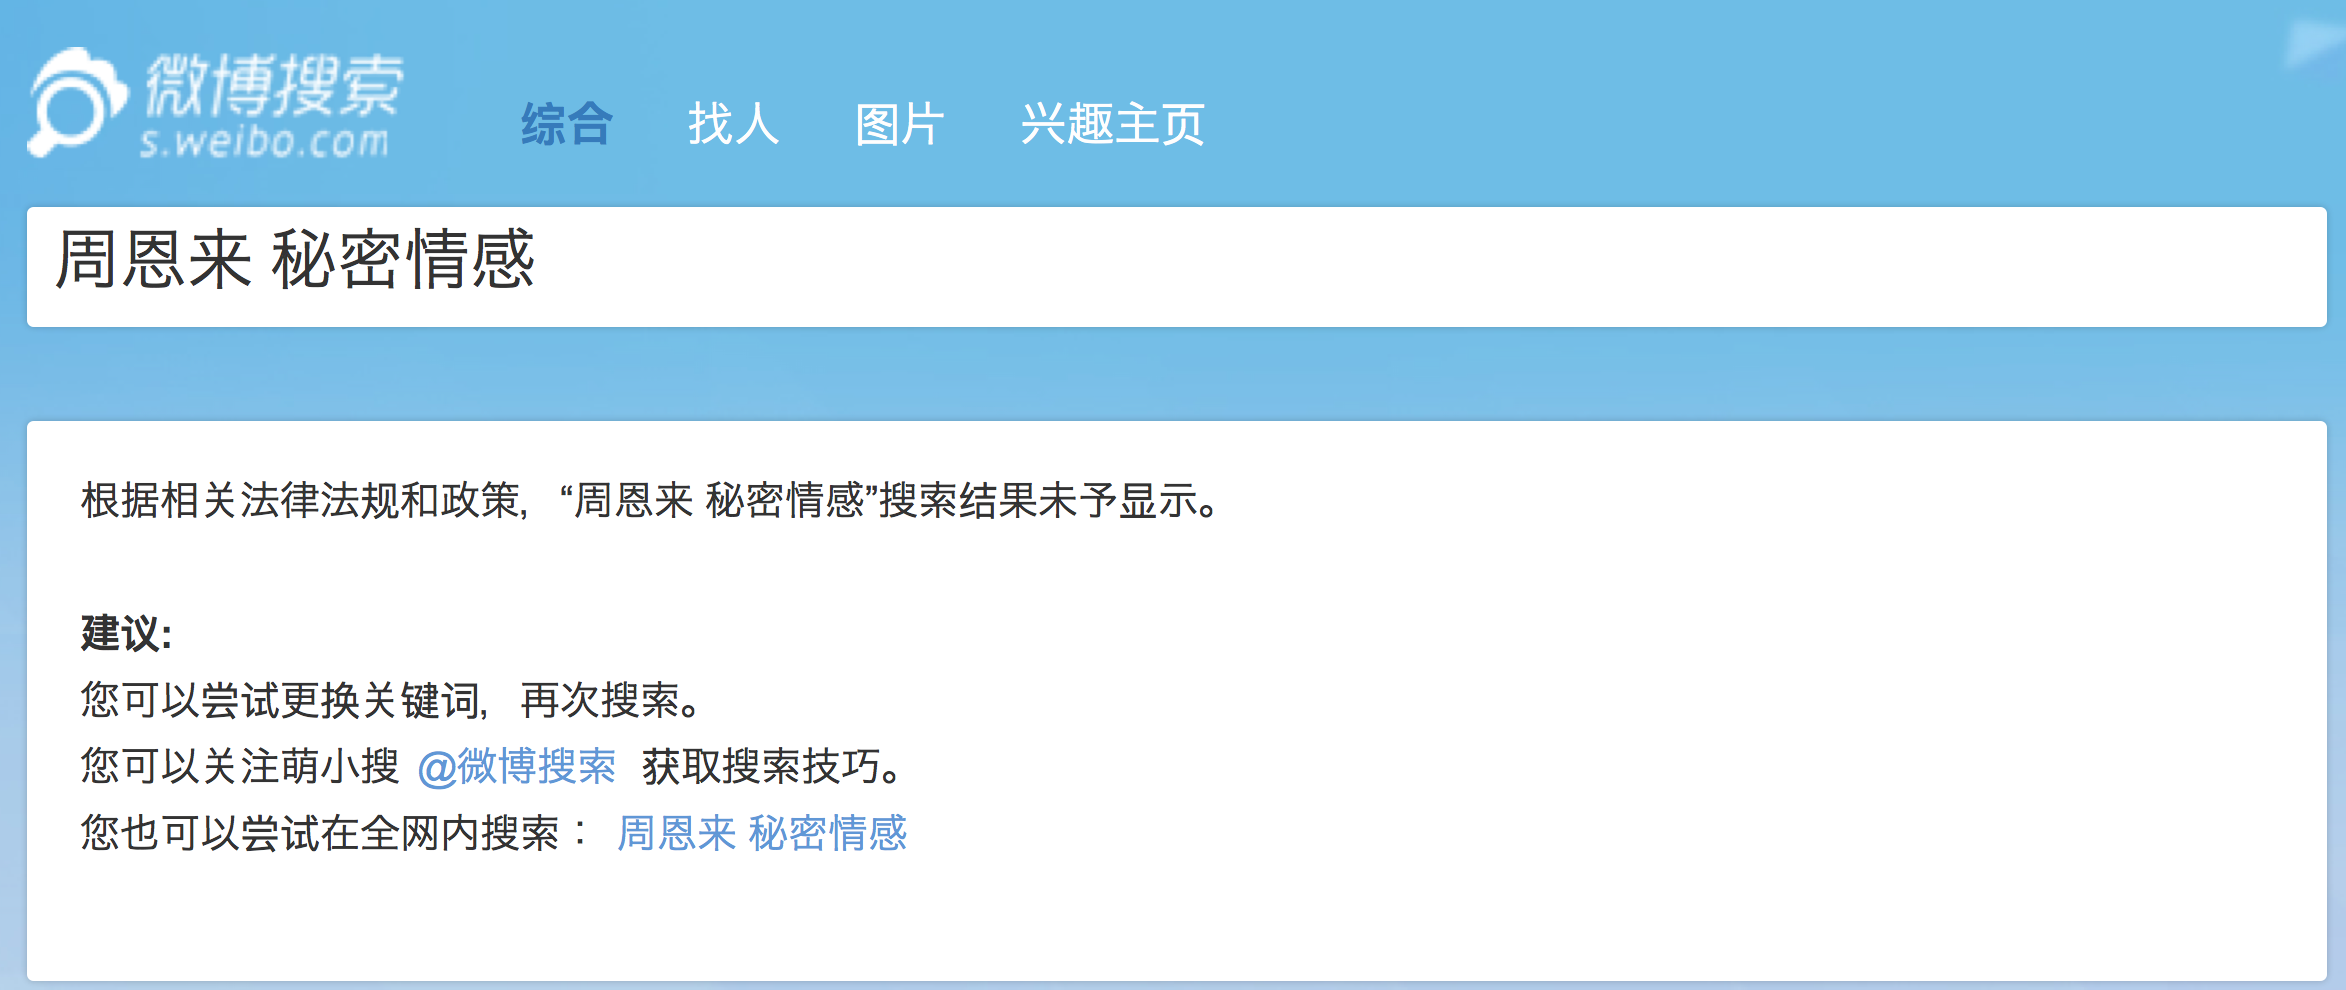 微博搜索
s.weibo.com
综合 找人 图片 兴趣主页
周恩来 秘密情感
根据相关法律法规和政策，“周恩来 秘密情感”搜索结果未予显示。
建议:
您可以尝试更换关键词，再次搜索。
您可以关注萌小搜 @微博搜索 获取搜索技巧。
您也可以尝试在全网内搜索： 周恩来 秘密情感